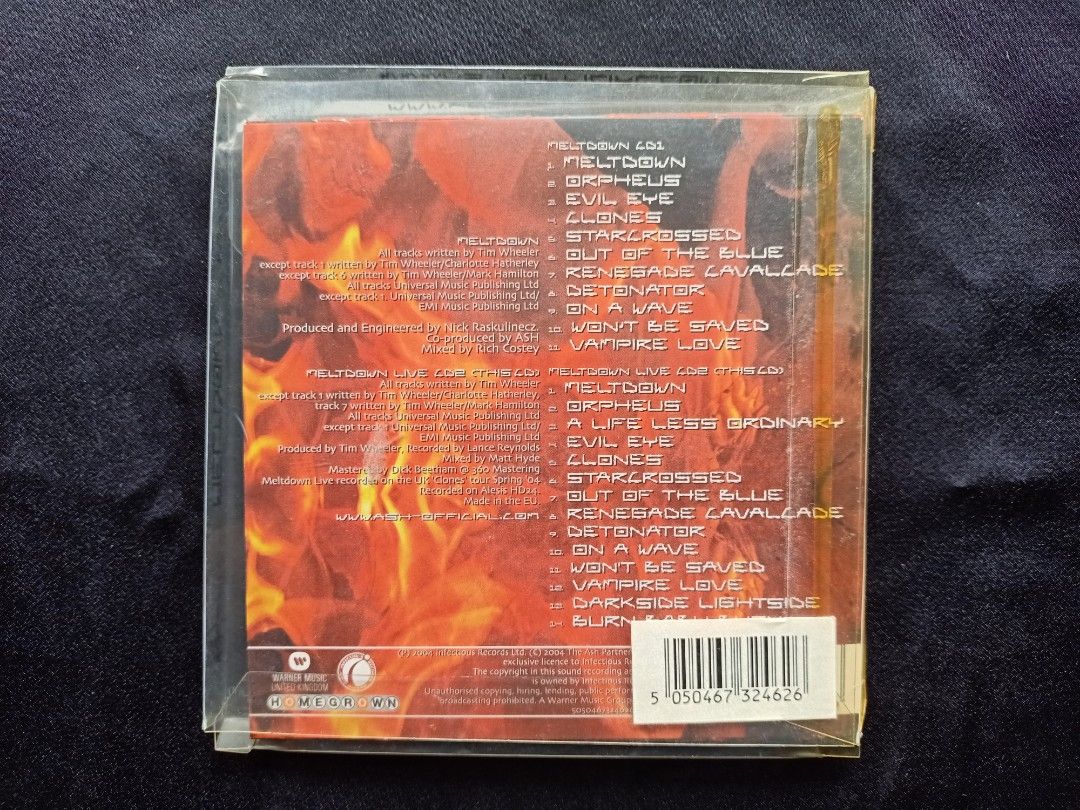 MELTDOWN CD1
1. MELTDOWN
2. ORPHEUS
3. EVIL EYE
4. CLONES
5. STARCROSSED
6. OUT OF THE BLUE
7. RENEGADE CAVALCADE
8. DETONATOR
9. ON A WAVE
10. WON'T BE SAVED
11. VAMPIRE LOVE
MELTDOWN
All tracks written by Tim Wheeler
except track 1 written by Tim Wheeler/Charlotte Hatherley
except track 6 written by Tim Wheeler/Mark Hamilton
All tracks Universal Music Publishing Ltd
except track 1. Universal Music Publishing Ltd/
EMI Music Publishing Ltd
Produced and Engineered by Nick Raskulinecz.
Co-produced by ASH
Mixed by Rich Costey
MELTDOWN LIVE CD2 (THIS CD)
All tracks written by Tim Wheeler
except track 1 written by Tim Wheeler/Charlotte Hatherley,
track 7 written by Tim Wheeler/Mark Hamilton
All tracks Universal Music Publishing Ltd
except track 1 Universal Music Publishing Ltd/
EMI Music Publishing Ltd
Produced by Tim Wheeler, Recorded by Lance Reynolds
Mixed by Matt Hyde
Mastered by Dick Beetham @ 360 Mastering
Meltdown Live recorded on the UK 'Clones' tour Spring '04
Recorded on Alesis HD24.
Made in the EU.
WWW.ASH-OFFICIAL.COM
MELTDOWN LIVE CD2 (THIS CD)
1. MELTDOWN
2. ORPHEUS
3. A LIFE LESS ORDINARY
4. EVIL EYE
5. CLONES
6. STARCROSSED
7. OUT OF THE BLUE
8. RENEGADE CAVALCADE
9. DETONATOR
10. ON A WAVE
11. WON'T BE SAVED
12. VAMPIRE LOVE
13. DARKSIDE LIGHTSIDE
14. BURN
(P) 2004 Infectious Records Ltd. (C) 2004 The Ash Partner
exclusive licence to Infectious
The copyright in this sound recording
is owned by Infectious
Unauthorised copying, hiring, lending, public
broadcasting prohibited. A Warner Music
WARNER MUSIC
UNITED KINGDOM
HOMEGROWN
5 050467 324626